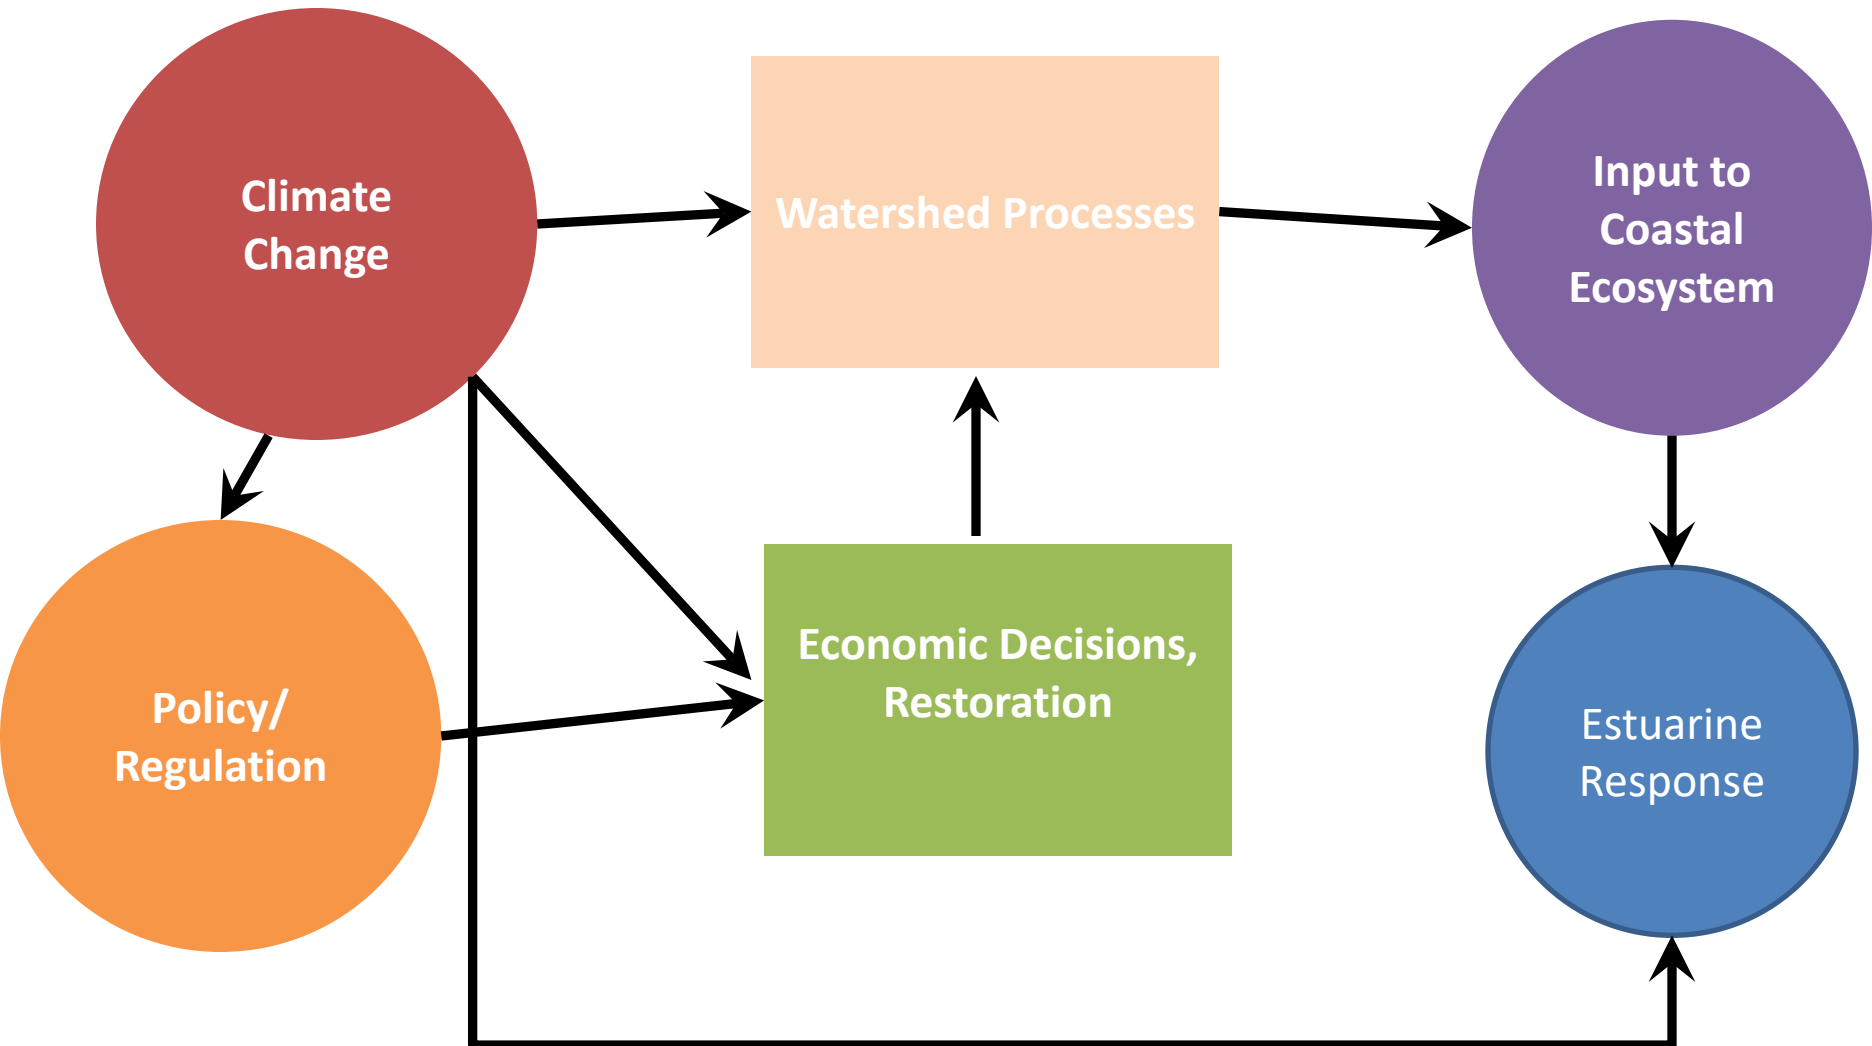 Climate
Change
Watershed Processes
Input to
Coastal
Ecosystem
Policy/
Regulation
Economic Decisions,
Restoration
Estuarine
Response